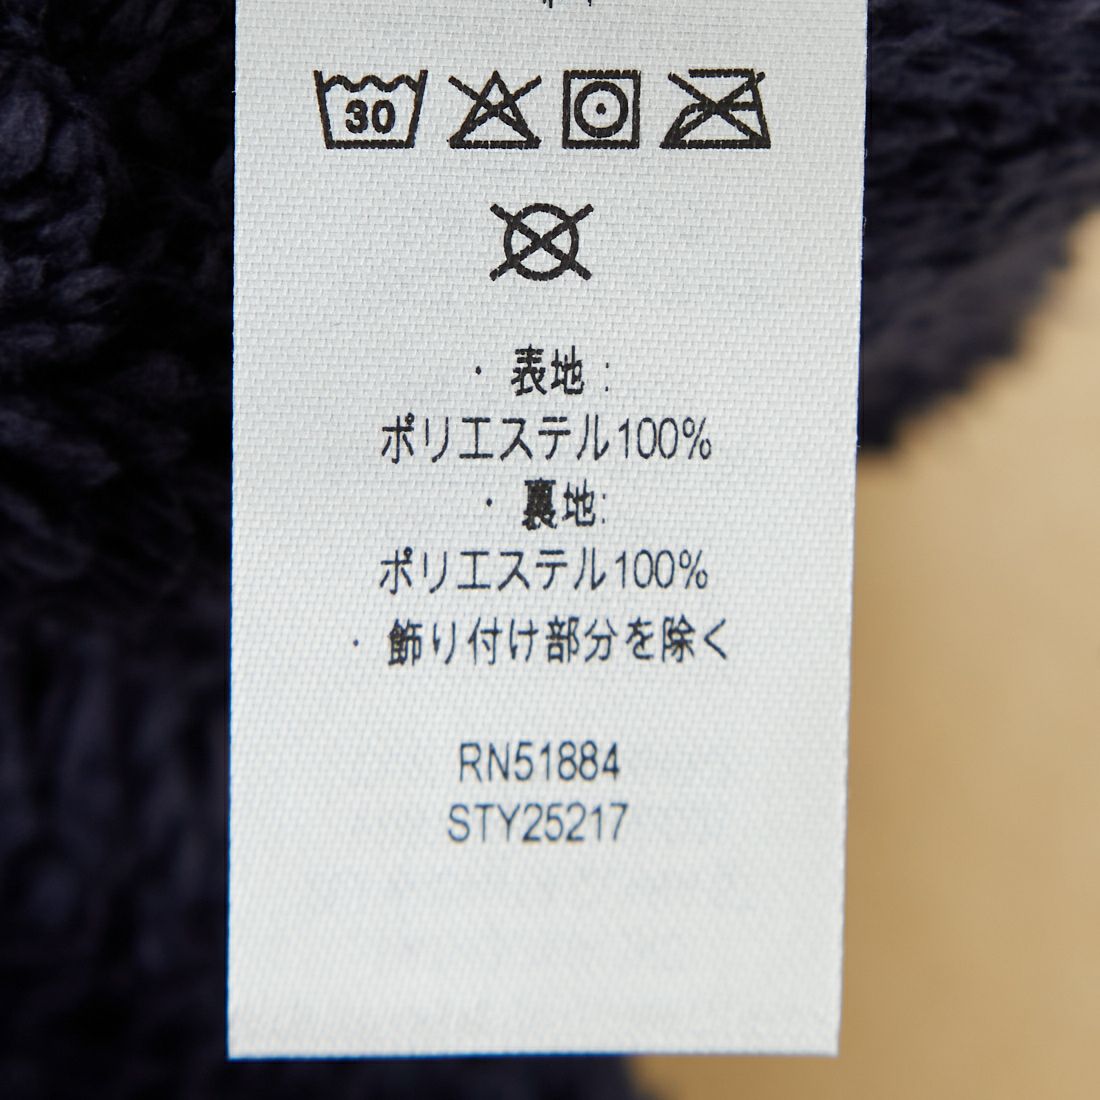 30
・表地：
ポリエステル100%
・裏地:
ポリエステル100%
・飾り付け部分を除く
RN51884
STY25217